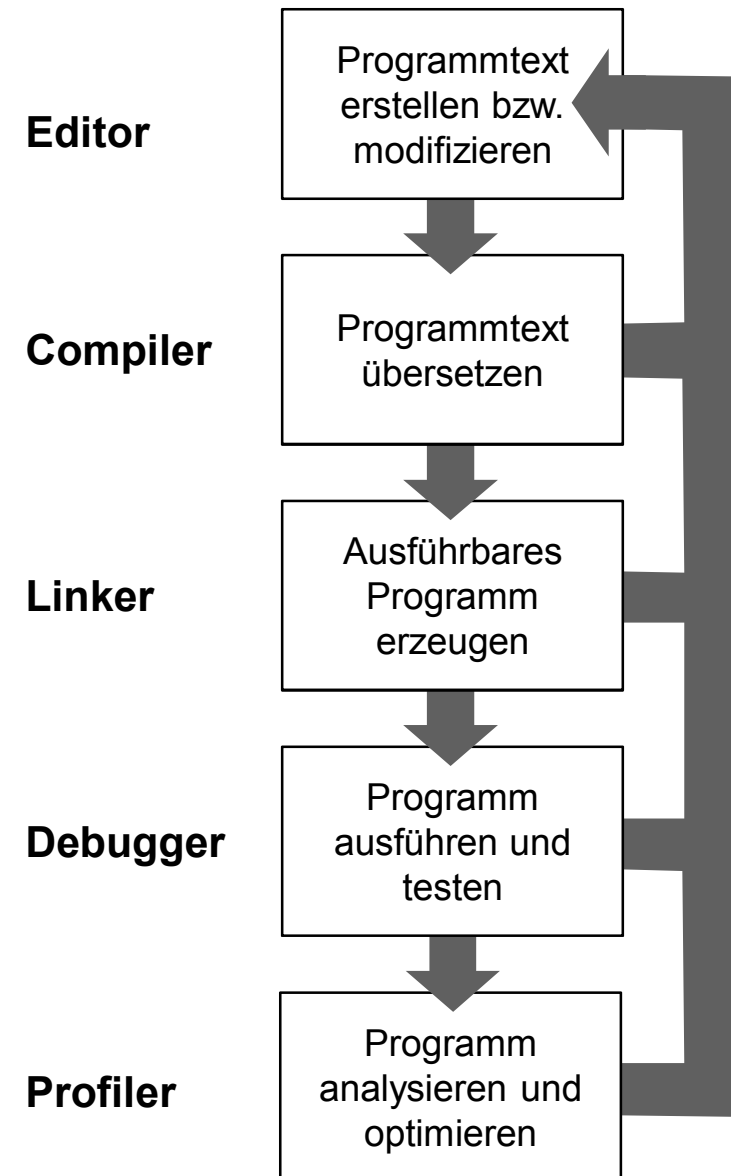 Editor
Programmtext
erstellen bzw.
modifizieren
Compiler
Programmtext
übersetzen
Linker
Ausführbares
Programm
erzeugen
Debugger
Programm
ausführen und
testen
Profiler
Programm
analysieren und
optimieren